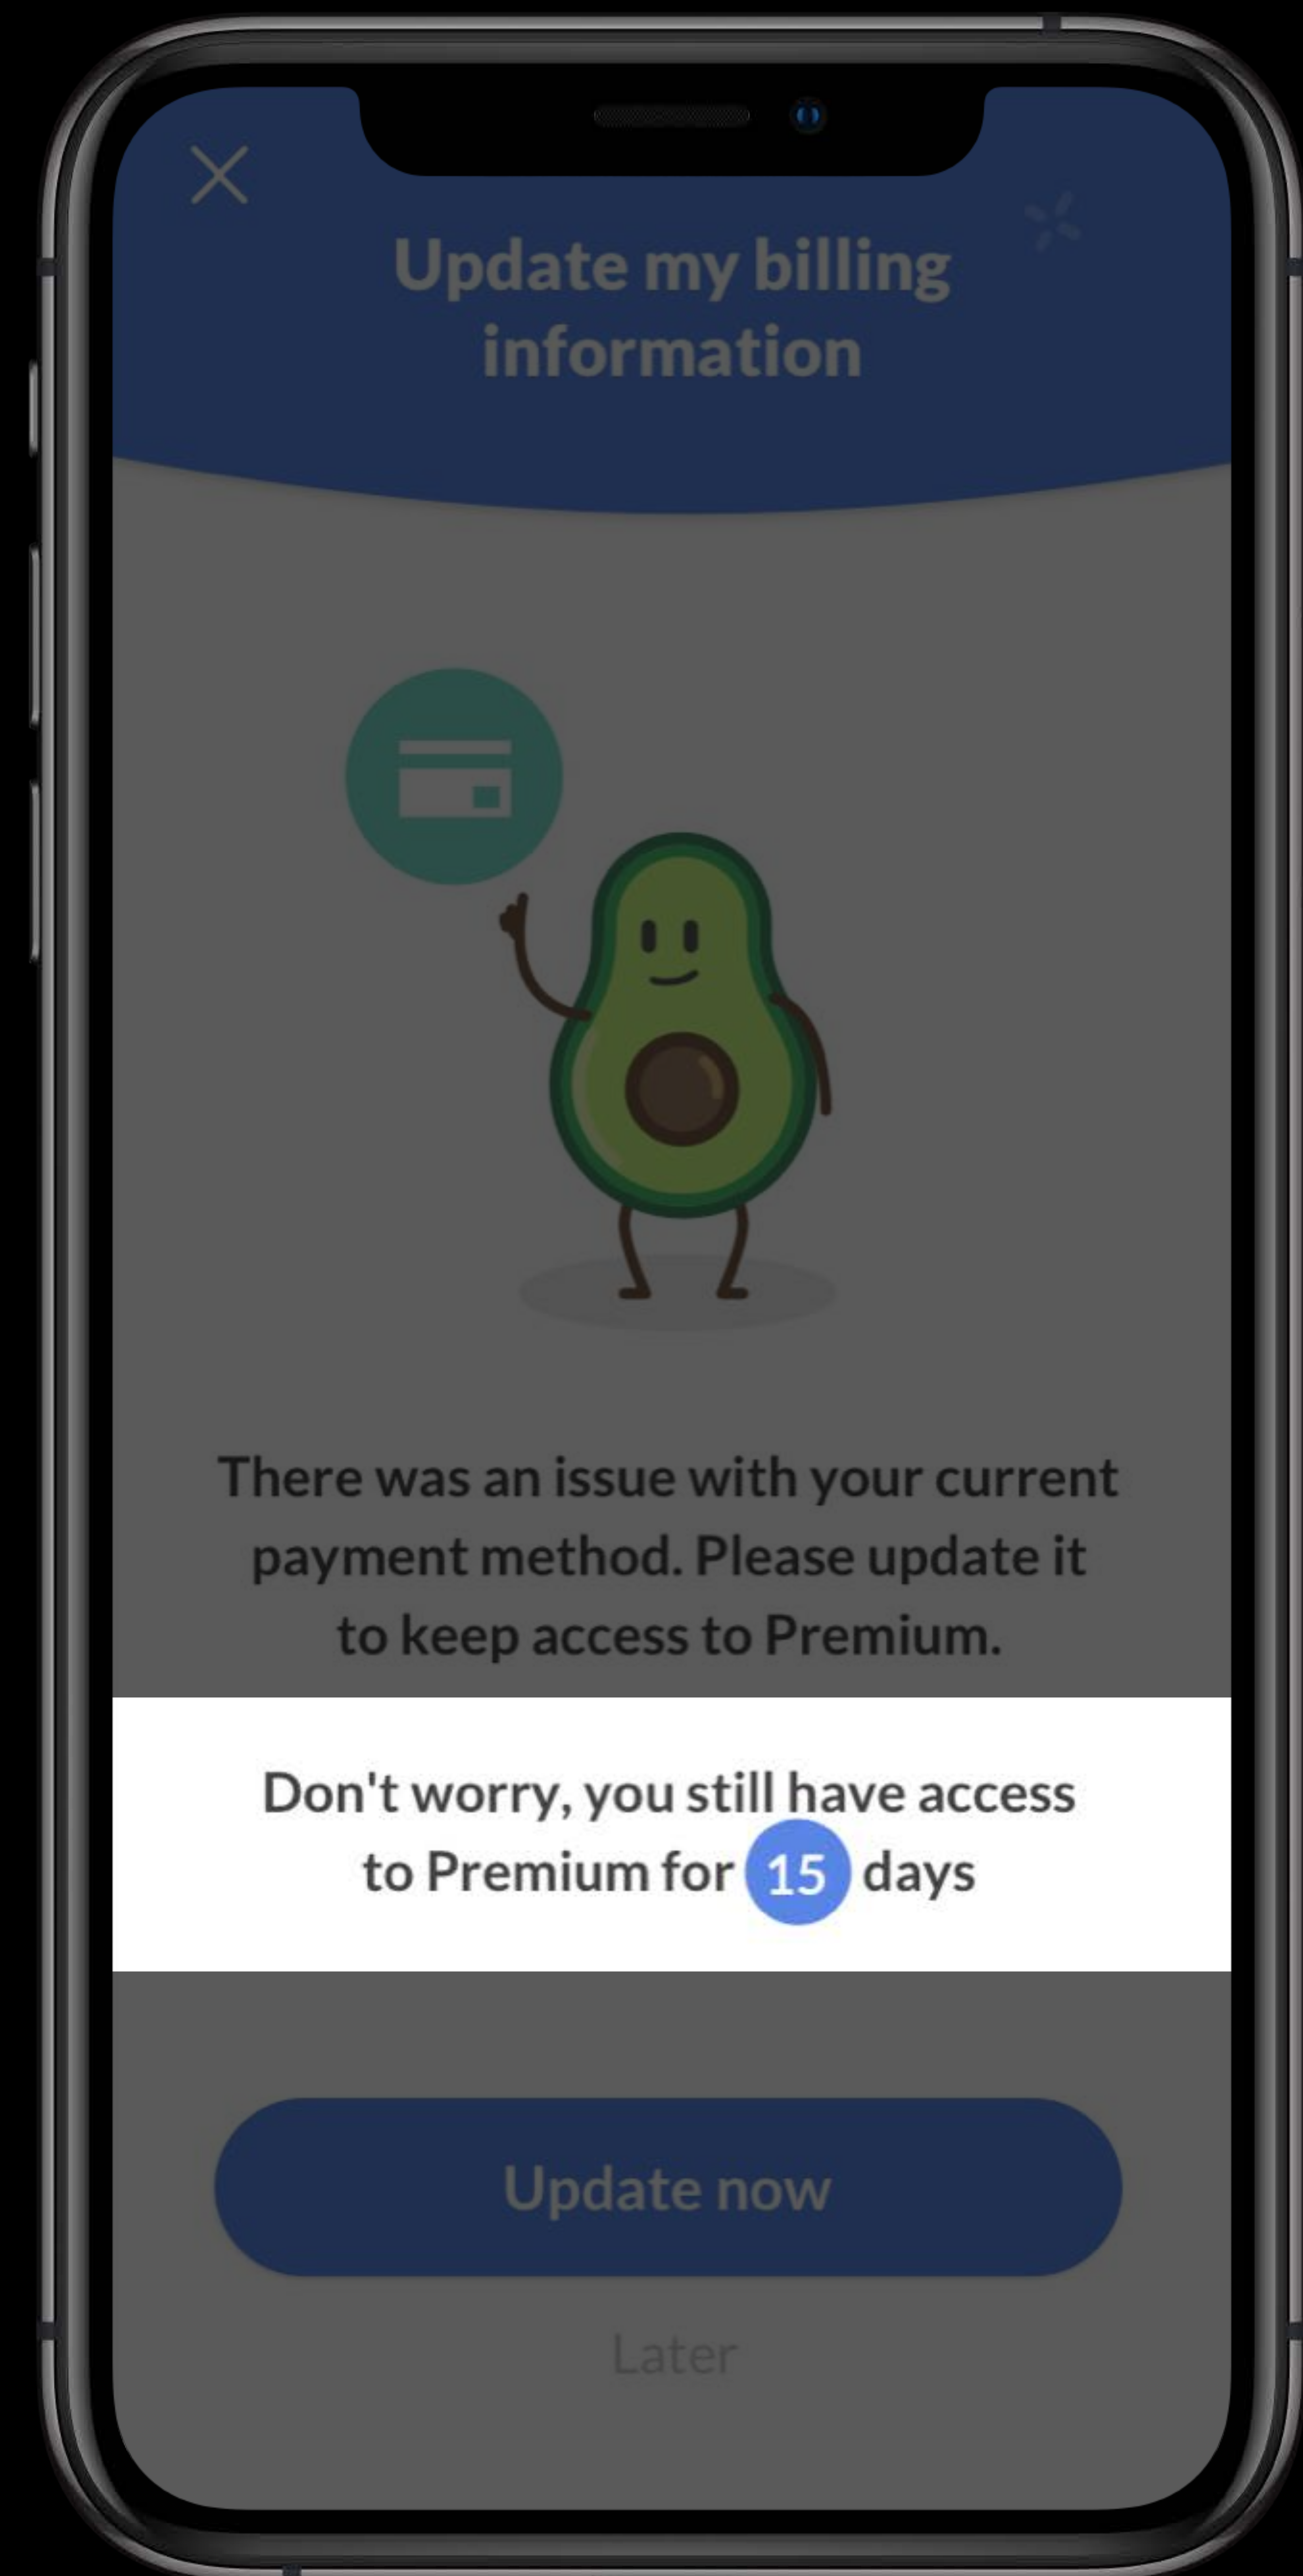 Update my billing
information
There was an issue with your current
payment method. Please update it
to keep access to Premium.
Don't worry, you still have access
to Premium for 15 days
Update now
Later